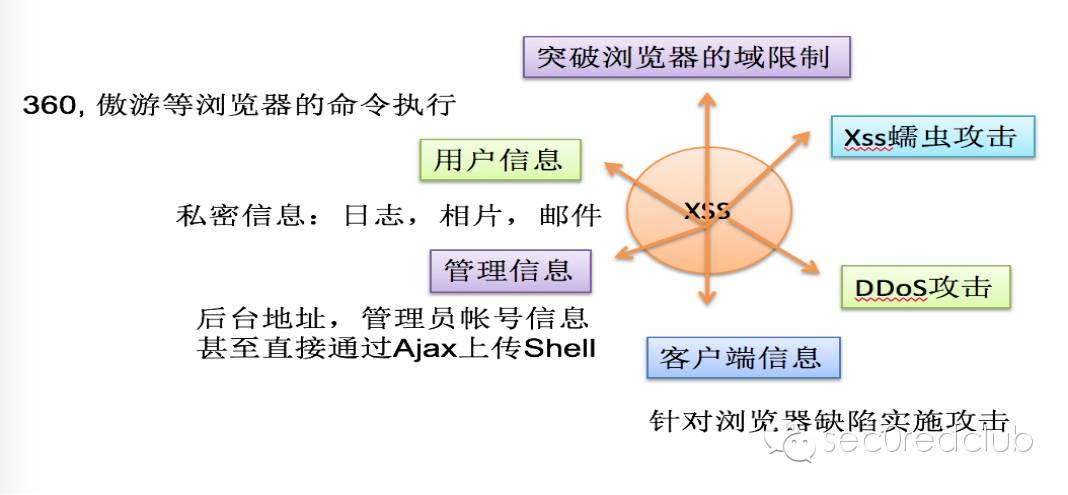 突破浏览器的域限制
360, 傲游等浏览器的命令执行
Xss蠕虫攻击
用户信息
私密信息：日志，相片，邮件
XSS
管理信息
DDoS攻击
后台地址，管理员帐号信息
甚至直接通过Ajax上传Shell
客户端信息
针对浏览器缺陷实施攻击
sec0redclub